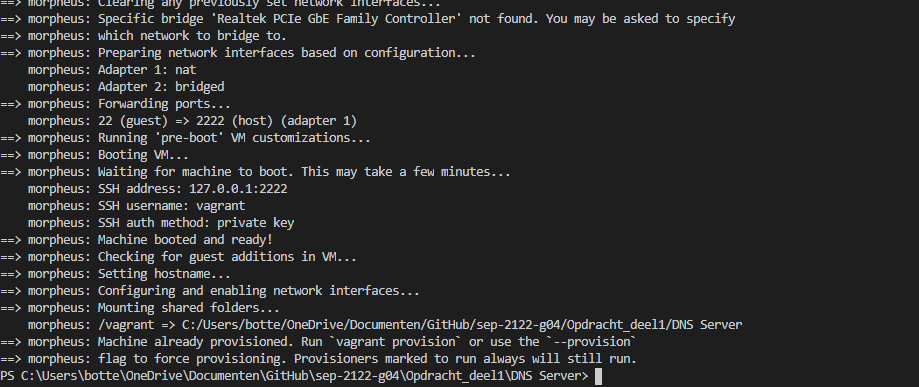 ==> morpheus: Clearing any previously set network interfaces...
==> morpheus: Specific bridge 'Realtek PCIe GbE Family Controller' not found. You may be asked to specify
==> morpheus: which network to bridge to.
==> morpheus: Preparing network interfaces based on configuration...
    morpheus: Adapter 1: nat
    morpheus: Adapter 2: bridged
==> morpheus: Forwarding ports...
    morpheus: 22 (guest) => 2222 (host) (adapter 1)
==> morpheus: Running 'pre-boot' VM customizations...
==> morpheus: Booting VM...
==> morpheus: Waiting for machine to boot. This may take a few minutes...
    morpheus: SSH address: 127.0.0.1:2222
    morpheus: SSH username: vagrant
    morpheus: SSH auth method: private key
==> morpheus: Machine booted and ready!
==> morpheus: Checking for guest additions in VM...
==> morpheus: Setting hostname...
==> morpheus: Configuring and enabling network interfaces...
==> morpheus: Mounting shared folders...
    morpheus: /vagrant => C:/Users/botte/OneDrive/Documenten/GitHub/sep-2122-g04/Opdracht_deel1/DNS Server
==> morpheus: Machine already provisioned. Run `vagrant provision` or use the `--provision`
==> morpheus: flag to force provisioning. Provisioners marked to run always will still run.
PS C:\Users\botte\OneDrive\Documenten\GitHub\sep-2122-g04\Opdracht_deel1\DNS Server>